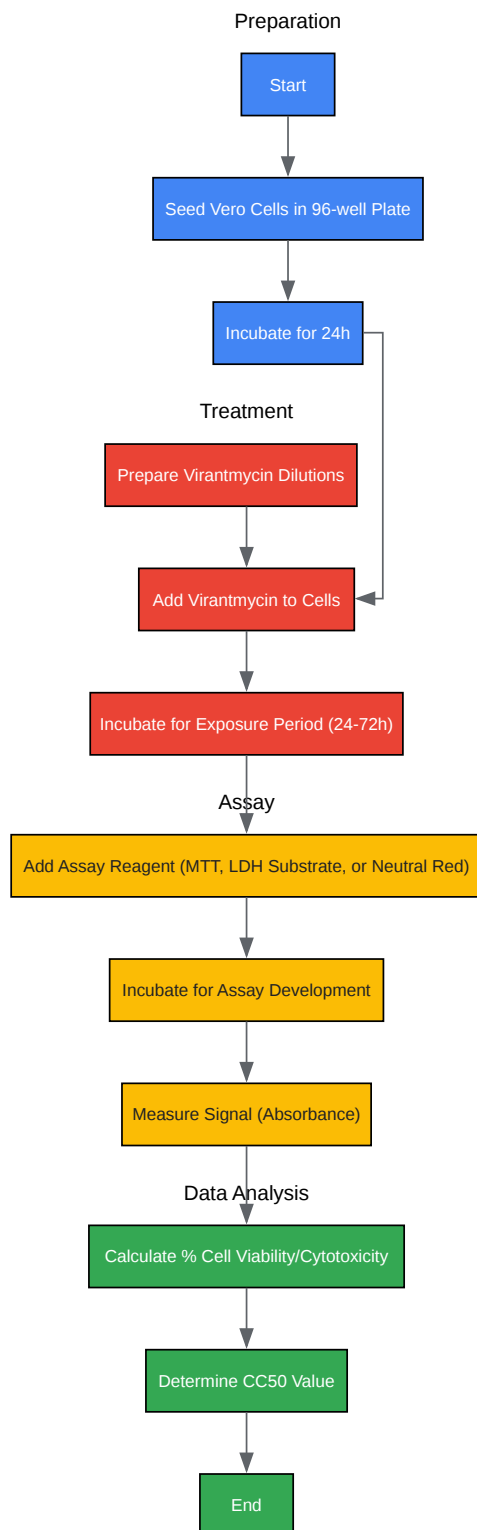 Preparation
Start
Seed Vero Cells in 96-well Plate
Incubate for 24h
Treatment
Prepare Virantmycin Dilutions
Add Virantmycin to Cells
Incubate for Exposure Period (24-72h)
Assay
Add Assay Reagent (MTT, LDH Substrate, or Neutral Red)
Incubate for Assay Development
Measure Signal (Absorbance)
Data Analysis
Calculate % Cell Viability/Cytotoxicity
Determine CC50 Value
End